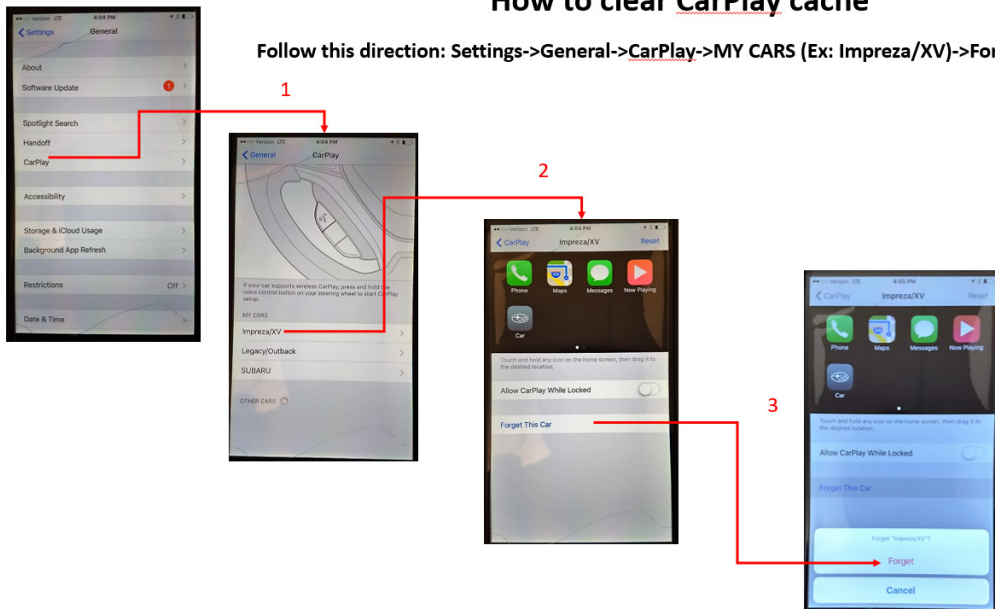 How to clear CarPlay cache
Follow this direction: Settings->General->CarPlay->MY CARS (Ex: Impreza/XV)->For
1
2
3
Verizon LTE 4:04 PM
Settings General
About
Software Update 1
Spotlight Search
Handoff
CarPlay
Accessibility
Storage & iCloud Usage
Background App Refresh
Restrictions Off
Date & Time
Verizon LTE 4:04 PM
General CarPlay
If your car supports wireless CarPlay, press and hold the
voice control button on your steering wheel to start CarPlay
setup.
MY CARS
Impreza/XV
Legacy/Outback
SUBARU
OTHER CARS
Verizon LTE 4:04 PM
CarPlay Impreza/XV Reset
Phone Maps Messages Now Playing
Car
Touch and hold any icon on the home screen, then drag it to
the desired location.
Allow CarPlay While Locked
Forget This Car
Verizon LTE 4:05 PM
CarPlay Impreza/XV Reset
Phone Maps Messages Now Playing
Car
Touch and hold any icon on the home screen, then drag it to
the desired location.
Allow CarPlay While Locked
Forget This Car
Forget "Impreza/XV"?
Forget
Cancel